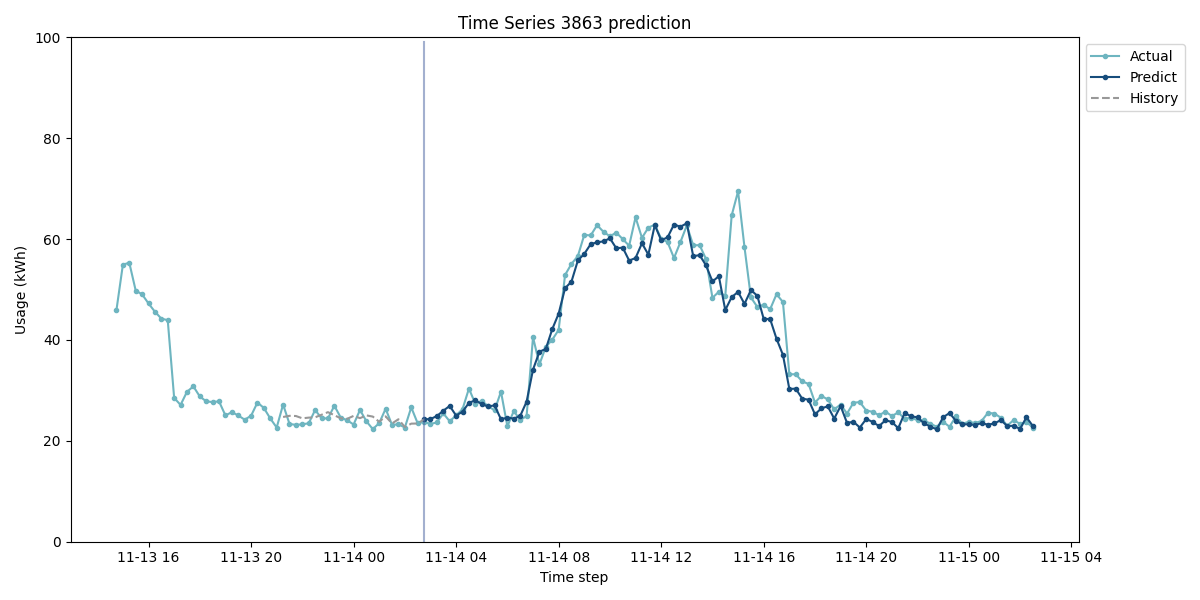 Time Series 3863 prediction
100
80
60
40
20
0
Usage (kWh)
11-13 16
11-13 20
11-14 00
11-14 04
11-14 08
11-14 12
11-14 16
11-14 20
11-15 00
11-15 04
Time step
Actual
Predict
History